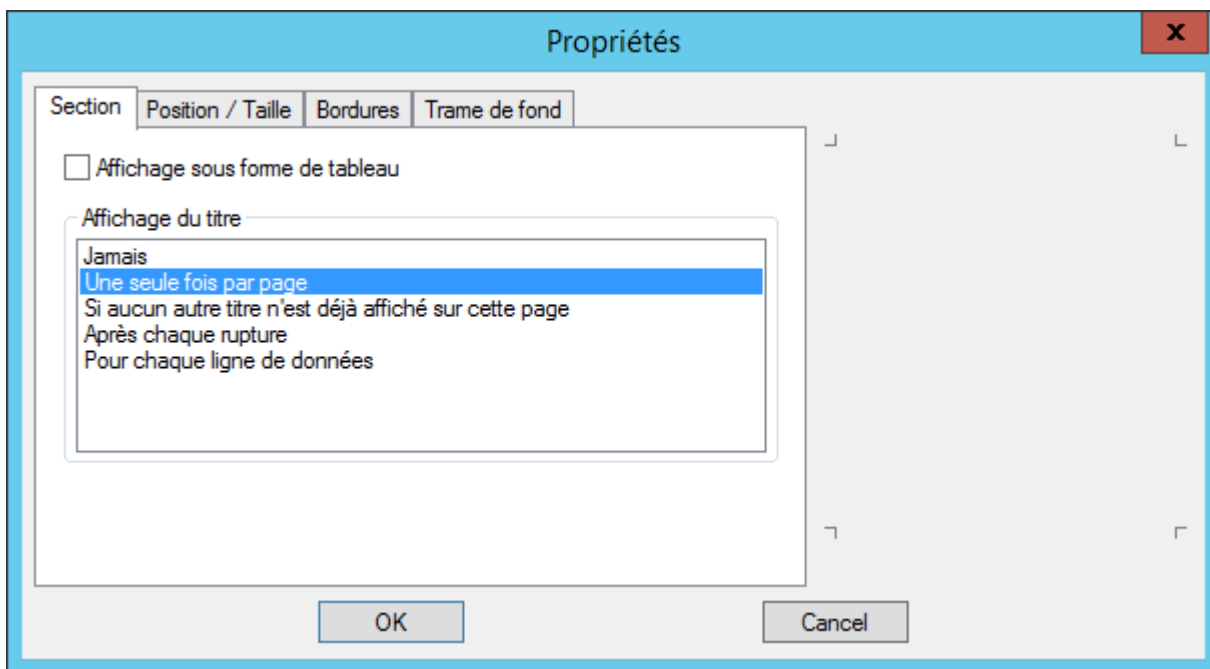 Propriétés
x
Section Position / Taille Bordures Trame de fond
Affichage sous forme de tableau
Affichage du titre
Jamais
Une seule fois par page
Si aucun autre titre n'est déjà affiché sur cette page
Après chaque rupture
Pour chaque ligne de données
OK Cancel